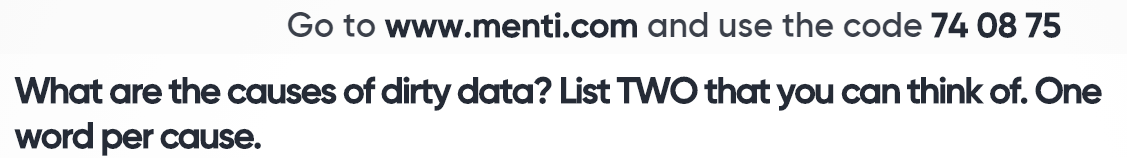 Go to www.menti.com and use the code 74 08 75
What are the causes of dirty data? List TWO that you can think of. One
word per cause.